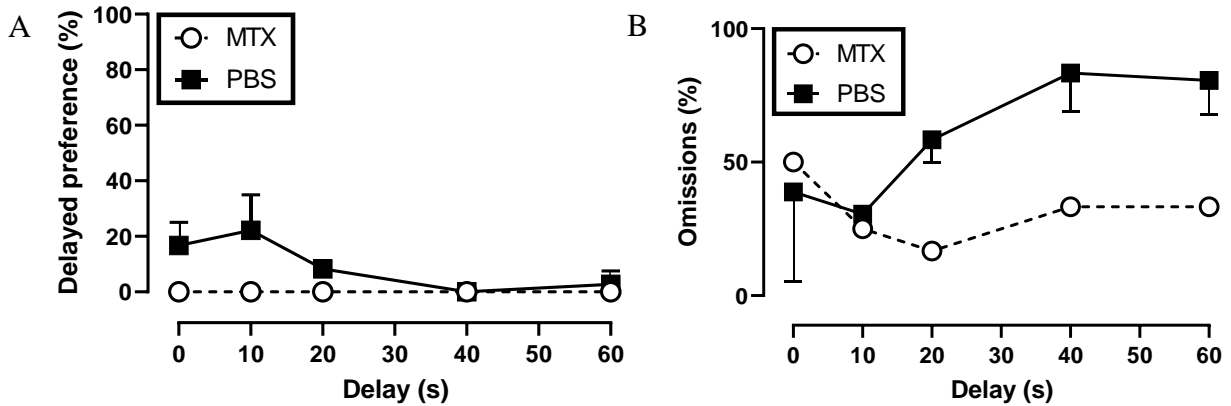 A
Delayed preference (%)
100
80
60
40
20
0
MTX
PBS
0 10 20 30 40 50 60
Delay (s)
B
Omissions (%)
100
50
0
MTX
PBS
0 10 20 30 40 50 60
Delay (s)